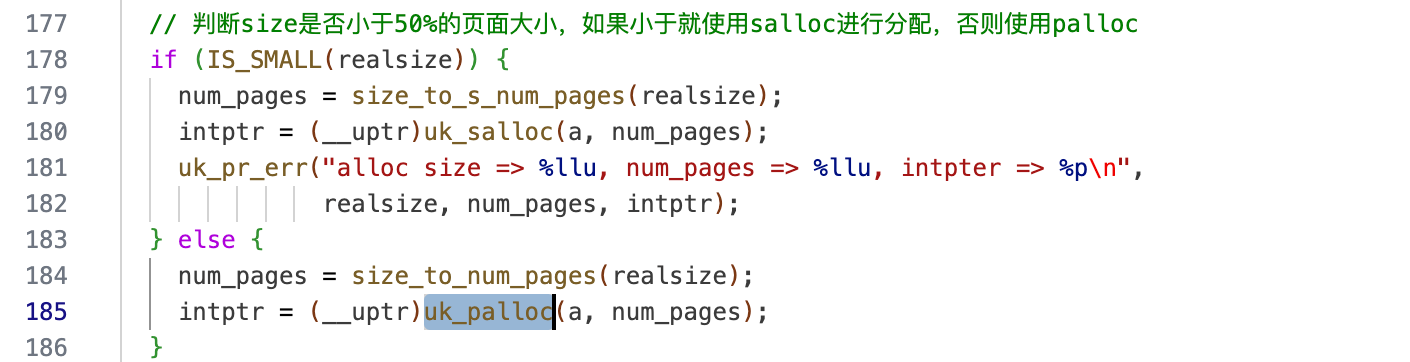 177 // 判断size是否小于50%的页面大小，如果小于就使用salloc进行分配，否则使用palloc
178 if (IS_SMALL(realsize)) {
179 num_pages = size_to_s_num_pages(realsize);
180 intptr = (__uptr)uk_salloc(a, num_pages);
181 uk_pr_err("alloc size => %llu, num_pages => %llu, intpter => %p\n",
182 realsize, num_pages, intptr);
183 } else {
184 num_pages = size_to_num_pages(realsize);
185 intptr = (__uptr)uk_palloc(a, num_pages);
186 }